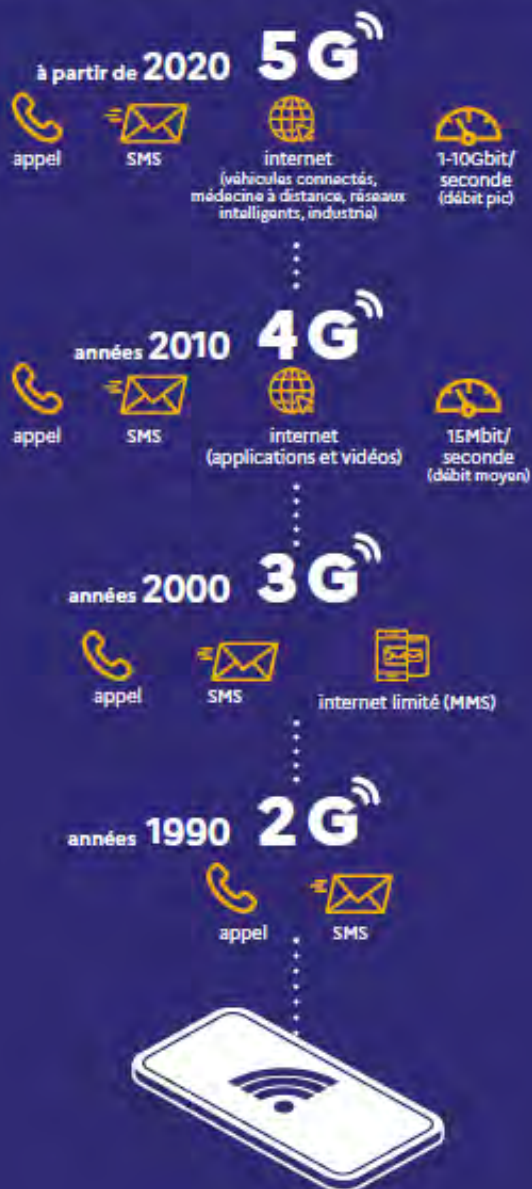 à partir de 2020 5G
appel
SMS
internet
(véhicules connectés,
médecine à distance, réseaux
intelligents, industrie)
1-10Gbit/
seconde
(débit pic)
années 2010 4G
appel
SMS
internet
(applications et vidéos)
15Mbit/
seconde
(débit moyen)
années 2000 3G
appel
SMS
internet limité (MMS)
années 1990 2G
appel
SMS